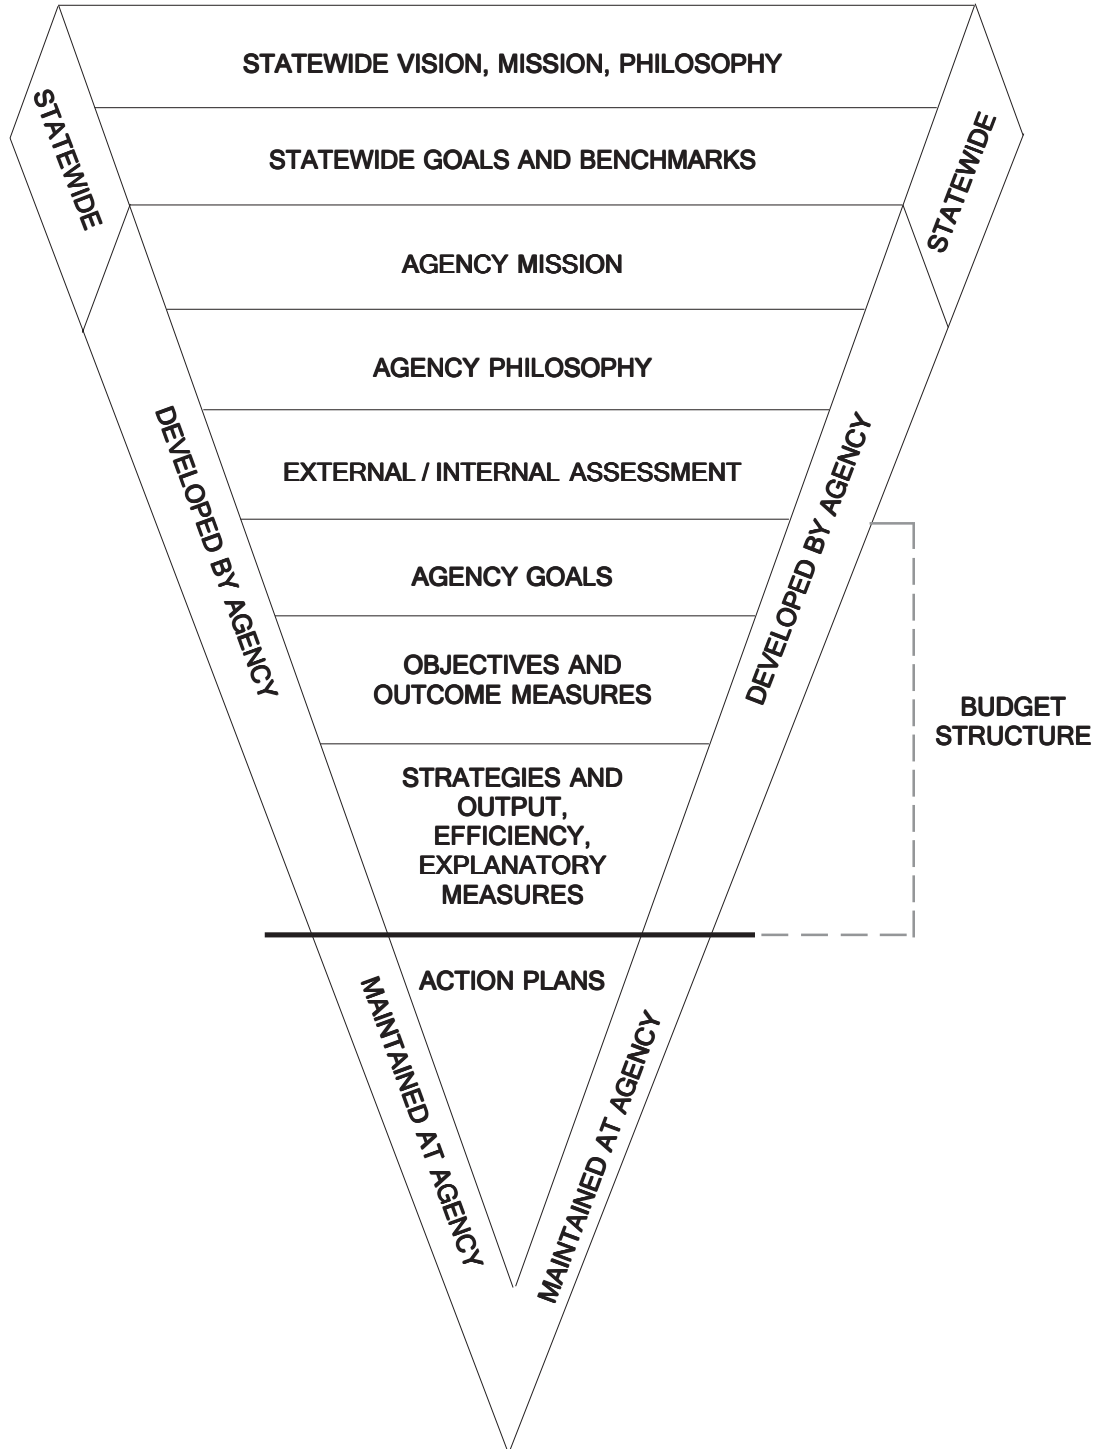 STATEWIDE VISION, MISSION, PHILOSOPHY
STATEWIDE
STATEWIDE GOALS AND BENCHMARKS
STATEWIDE
AGENCY MISSION
AGENCY PHILOSOPHY
DEVELOPED BY AGENCY
EXTERNAL / INTERNAL ASSESSMENT
DEVELOPED BY AGENCY
AGENCY GOALS
OBJECTIVES AND
OUTCOME MEASURES
BUDGET
STRUCTURE
STRATEGIES AND
OUTPUT,
EFFICIENCY,
EXPLANATORY
MEASURES
ACTION PLANS
MAINTAINED AT AGENCY
MAINTAINED AT AGENCY